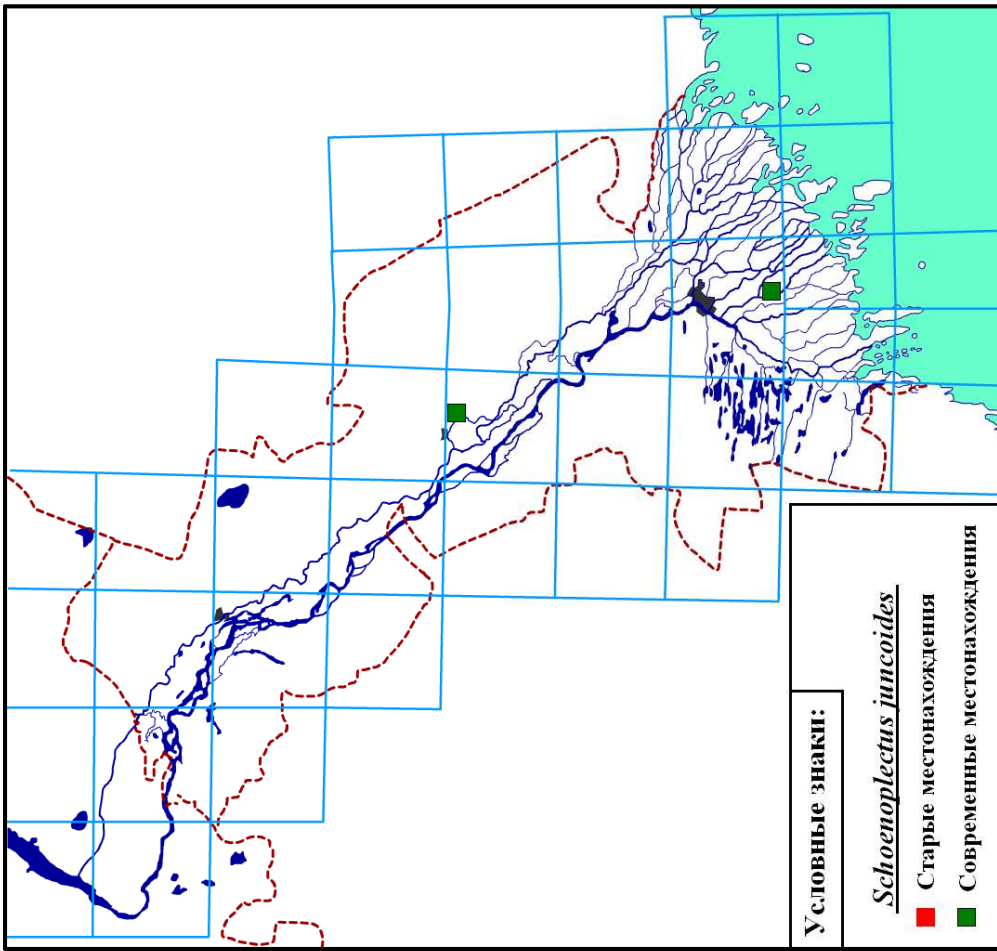 Условные знаки:
Schoenoplectus juncoides
Старые местонахождения
Современные местонахождения